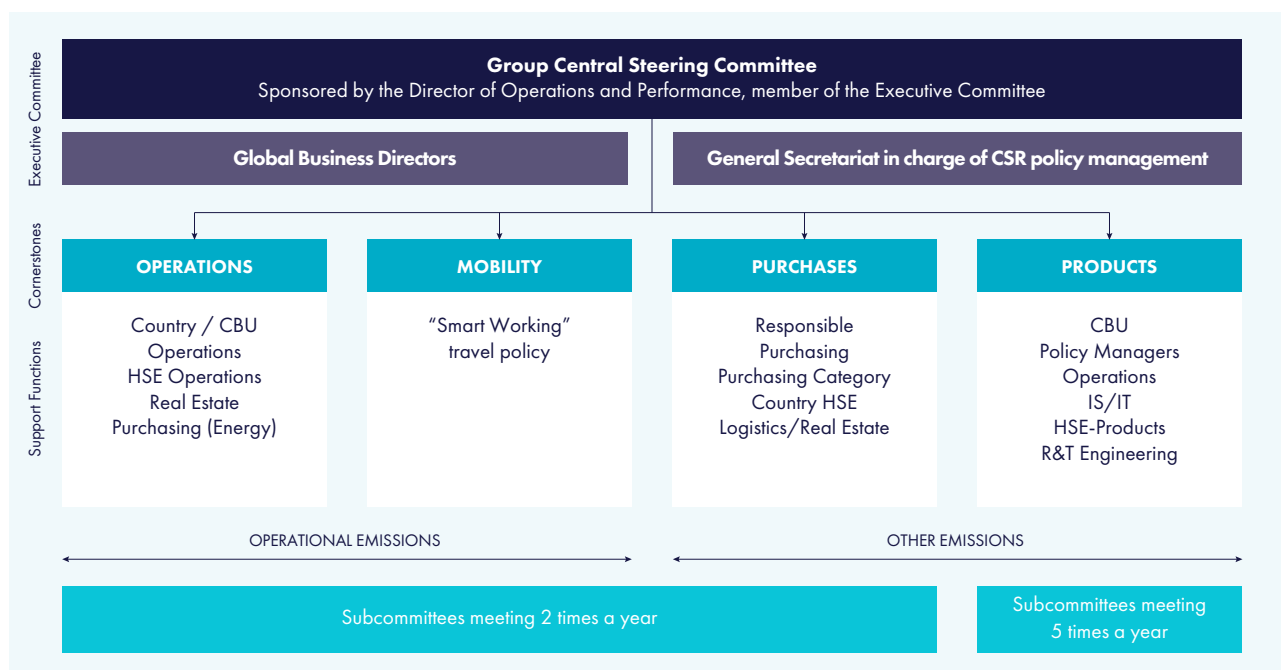 Executive Committee
Group Central Steering Committee
Sponsored by the Director of Operations and Performance, member of the Executive Committee
Global Business Directors
General Secretariat in charge of CSR policy management
Cornerstones
OPERATIONS
MOBILITY
PURCHASES
PRODUCTS
Support Functions
Country / CBU
Operations
HSE Operations
Real Estate
Purchasing (Energy)
“Smart Working”
travel policy
Responsible
Purchasing
Purchasing Category
Country HSE
Logistics/Real Estate
CBU
Policy Managers
Operations
IS/IT
HSE-Products
R&T Engineering
OPERATIONAL EMISSIONS
OTHER EMISSIONS
Subcommittees meeting 2 times a year
Subcommittees meeting
5 times a year